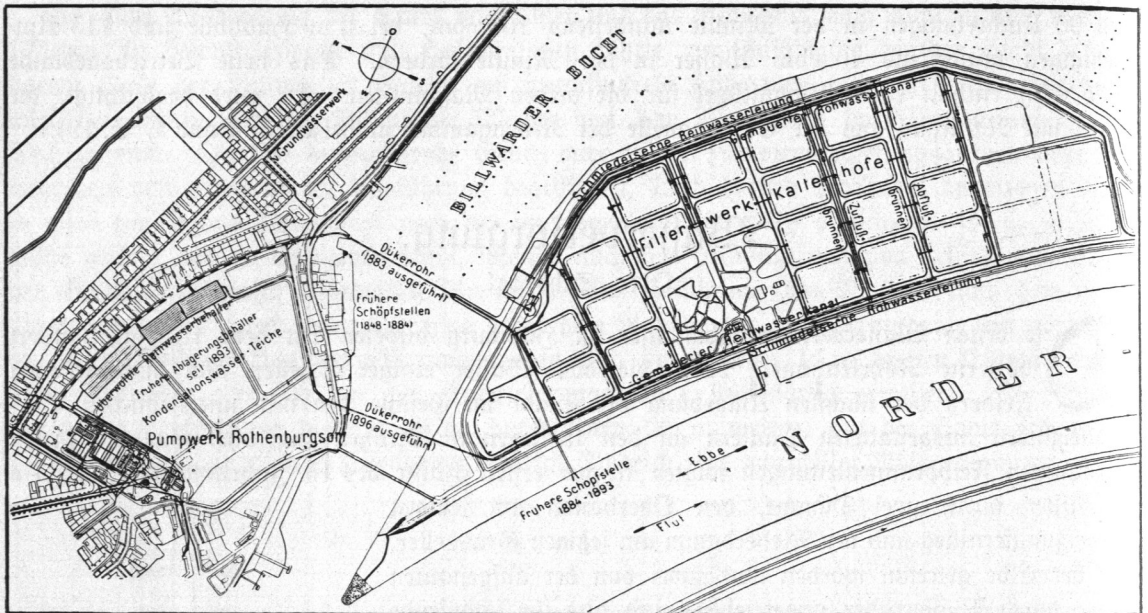 Grundwasserwerk
BILLWÄRDER BUCHT
Schmiedeiserne Reinwasserleitung
Gemauerter Rohwasserkanal
Filterwerk Kaltehofe
brunnen
Zufluß-
brunnen
Abfluß-
Dükerrohr
(1883 ausgeführt)
Frühere
Schöpfstellen
(1848-1884)
Überwölbte Reinwasserbehälter
Frühere Ablagerungsbehälter
seit 1893
Kondensationswasser-Teiche
Pumpwerk Rothenburgsort
Dükerrohr
(1896 ausgeführt)
Gemauerter Reinwasserkanal
Schmiedeiserne Rohwasserleitung
NORDER
Frühere Schöpfstelle
1884-1893
Ebbe
Flut